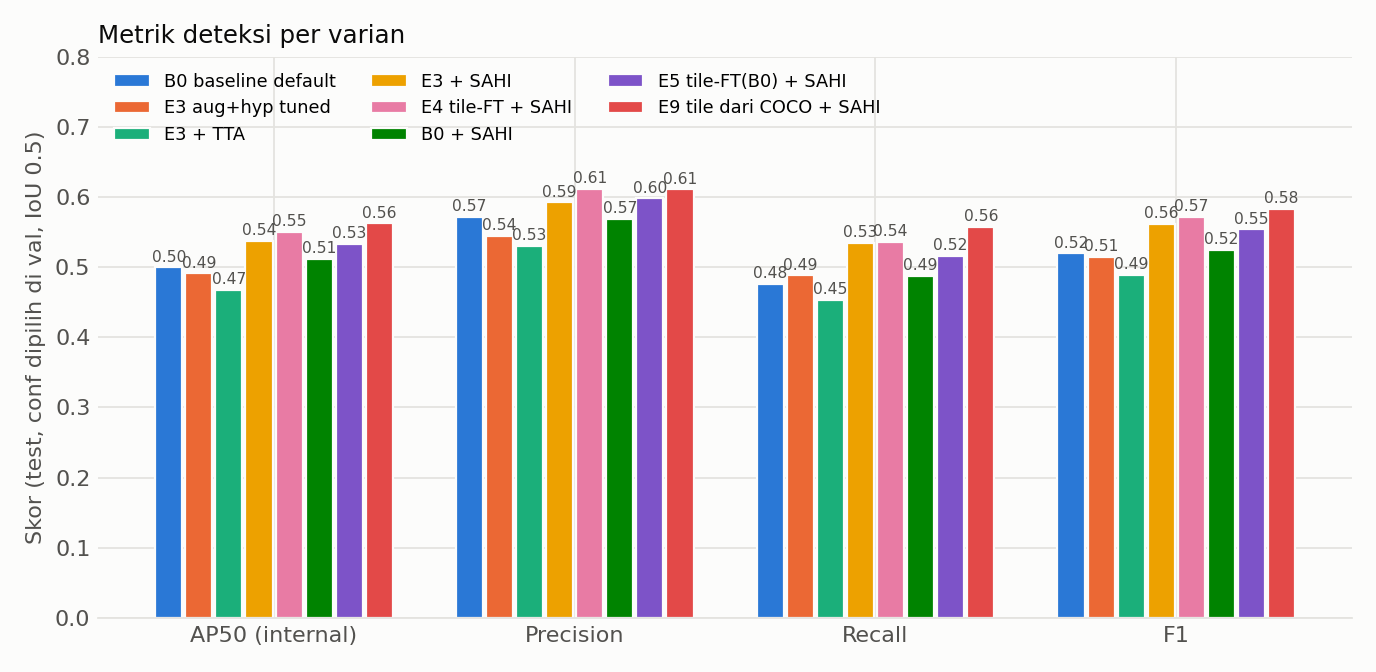 Metrik deteksi per varian
Skor (test, conf dipilih di val, IoU 0.5)
0.8
0.7
0.6
0.5
0.4
0.3
0.2
0.1
0.0
B0 baseline default
E3 aug+hyp tuned
E3 + TTA
E3 + SAHI
E4 tile-FT + SAHI
B0 + SAHI
E5 tile-FT(B0) + SAHI
E9 tile dari COCO + SAHI
0.50 0.49 0.47 0.54 0.55 0.51 0.53 0.56
0.57 0.54 0.53 0.59 0.61 0.57 0.60 0.61
0.48 0.49 0.45 0.53 0.54 0.49 0.52 0.56
0.52 0.51 0.49 0.56 0.57 0.52 0.55 0.58
AP50 (internal)
Precision
Recall
F1